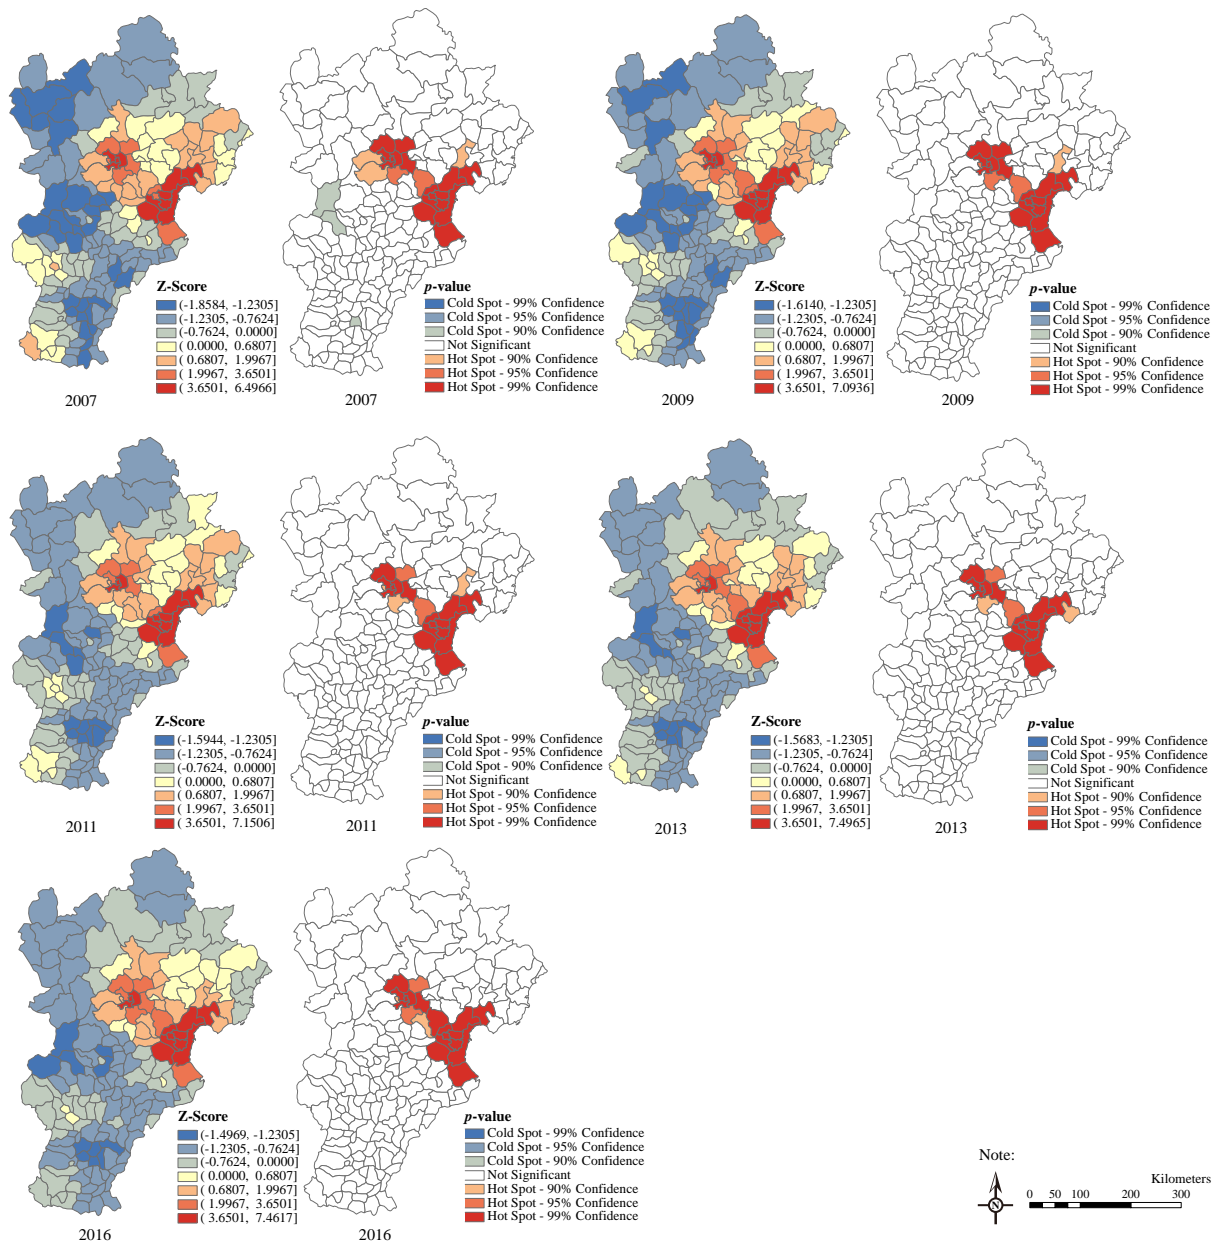 Z-Score
(-1.8584, -1.2305]
(-1.2305, -0.7624]
(-0.7624, 0.0000]
( 0.0000, 0.6807]
( 0.6807, 1.9967]
( 1.9967, 3.6501]
( 3.6501, 6.4966]
2007
p-value
Cold Spot - 99% Confidence
Cold Spot - 95% Confidence
Cold Spot - 90% Confidence
Not Significant
Hot Spot - 90% Confidence
Hot Spot - 95% Confidence
Hot Spot - 99% Confidence
2007
Z-Score
(-1.6140, -1.2305]
(-1.2305, -0.7624]
(-0.7624, 0.0000]
( 0.0000, 0.6807]
( 0.6807, 1.9967]
( 1.9967, 3.6501]
( 3.6501, 7.0936]
2009
p-value
Cold Spot - 99% Confidence
Cold Spot - 95% Confidence
Cold Spot - 90% Confidence
Not Significant
Hot Spot - 90% Confidence
Hot Spot - 95% Confidence
Hot Spot - 99% Confidence
2009
Z-Score
(-1.5944, -1.2305]
(-1.2305, -0.7624]
(-0.7624, 0.0000]
( 0.0000, 0.6807]
( 0.6807, 1.9967]
( 1.9967, 3.6501]
( 3.6501, 7.1506]
2011
p-value
Cold Spot - 99% Confidence
Cold Spot - 95% Confidence
Cold Spot - 90% Confidence
Not Significant
Hot Spot - 90% Confidence
Hot Spot - 95% Confidence
Hot Spot - 99% Confidence
2011
Z-Score
(-1.5683, -1.2305]
(-1.2305, -0.7624]
(-0.7624, 0.0000]
( 0.0000, 0.6807]
( 0.6807, 1.9967]
( 1.9967, 3.6501]
( 3.6501, 7.4965]
2013
p-value
Cold Spot - 99% Confidence
Cold Spot - 95% Confidence
Cold Spot - 90% Confidence
Not Significant
Hot Spot - 90% Confidence
Hot Spot - 95% Confidence
Hot Spot - 99% Confidence
2013
Z-Score
(-1.4969, -1.2305]
(-1.2305, -0.7624]
(-0.7624, 0.0000]
( 0.0000, 0.6807]
( 0.6807, 1.9967]
( 1.9967, 3.6501]
( 3.6501, 7.4617]
2016
p-value
Cold Spot - 99% Confidence
Cold Spot - 95% Confidence
Cold Spot - 90% Confidence
Not Significant
Hot Spot - 90% Confidence
Hot Spot - 95% Confidence
Hot Spot - 99% Confidence
2016
Note:
N
Kilometers
0 50 100 200 300